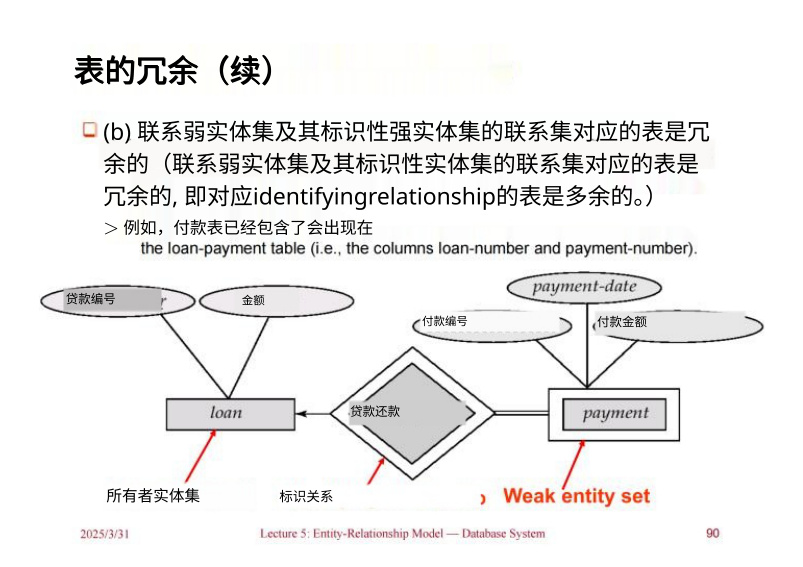 表的冗余（续）
(b) 联系弱实体集及其标识性强实体集的联系集对应的表是冗
余的（联系弱实体集及其标识性实体集的联系集对应的表是
冗余的, 即对应identifyingrelationship的表是多余的。）
＞ 例如，付款表已经包含了会出现在
the loan-payment table (i.e., the columns loan-number and payment-number).
payment-date
贷款编号
金额
付款编号
付款金额
loan
贷款还款
payment
所有者实体集
标识关系
Weak entity set
2025/3/31
Lecture 5: Entity-Relationship Model — Database System
90